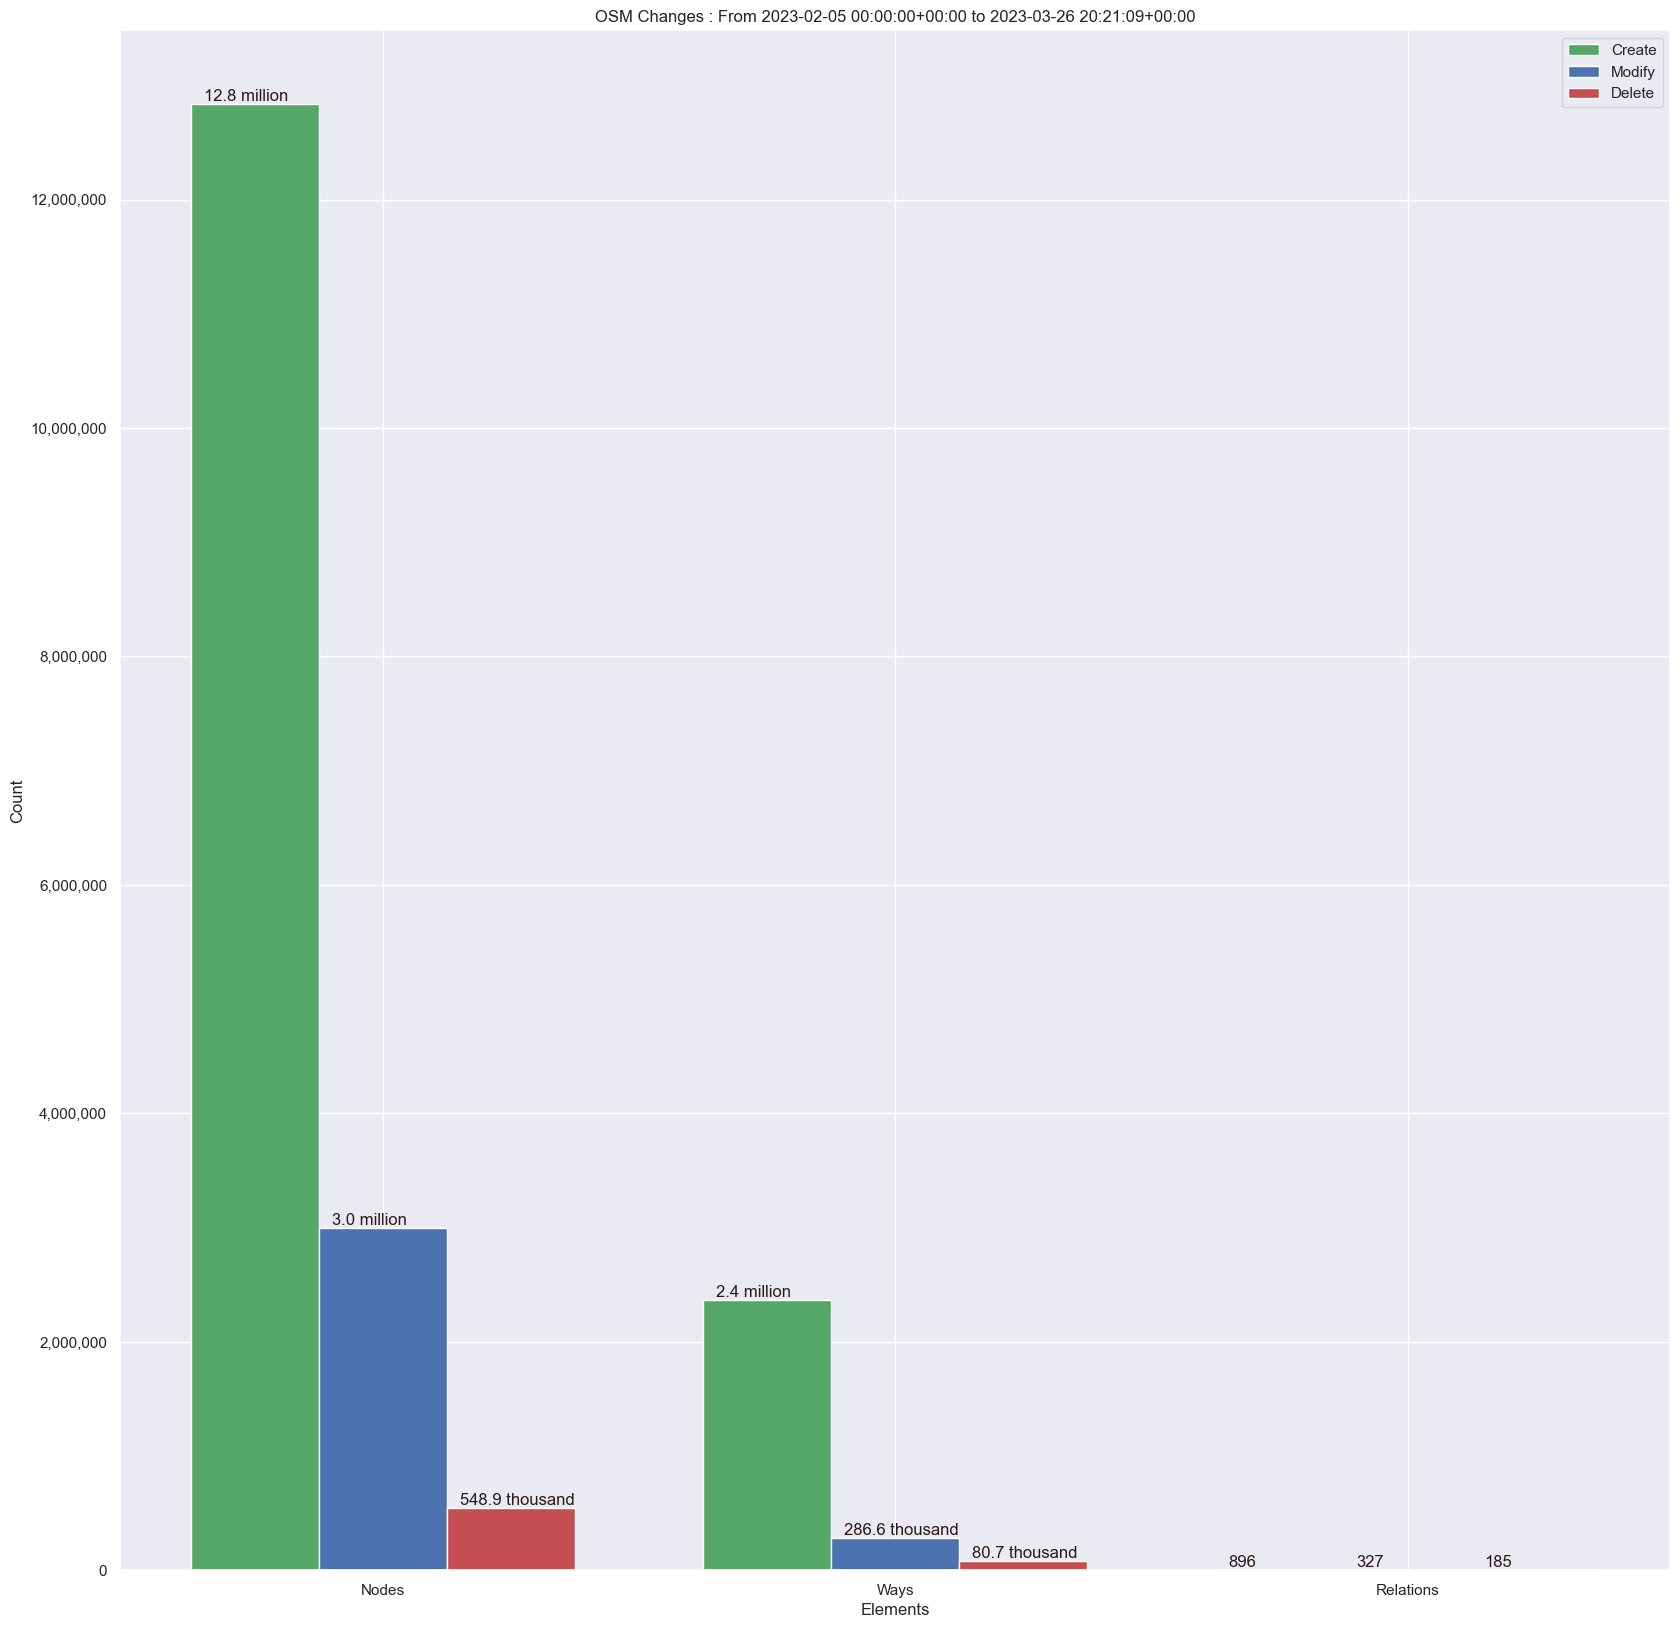 OSM Changes : From 2023-02-05 00:00:00+00:00 to 2023-03-26 20:21:09+00:00
Create
Modify
Delete
12.8 million
12,000,000
10,000,000
8,000,000
6,000,000
4,000,000
2,000,000
0
Count
3.0 million
548.9 thousand
2.4 million
286.6 thousand
80.7 thousand
896
327
185
Nodes
Ways
Relations
Elements